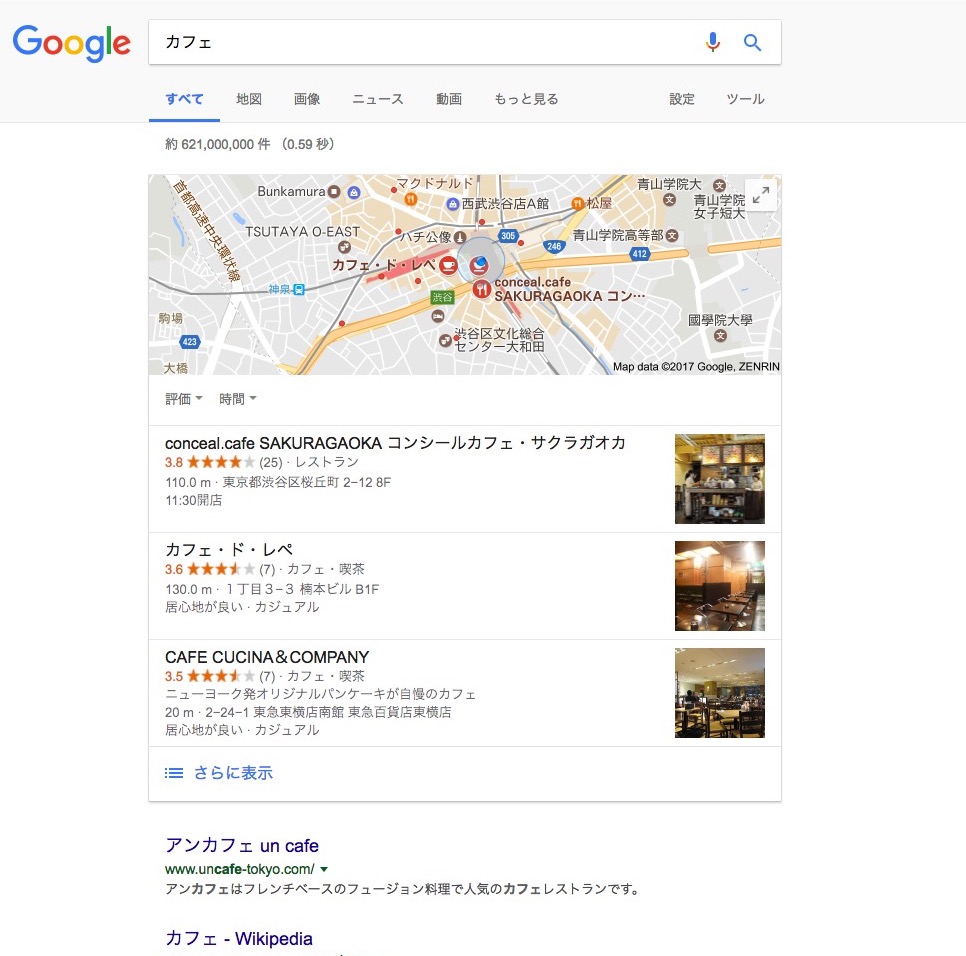 Google
カフェ
すべて 地図 画像 ニュース 動画 もっと見る 設定 ツール
約 621,000,000 件 （0.59 秒）
首都高速中央環状線
Bunkamura
マクドナルド
西武渋谷店A館
松屋
青山学院大
青山学院
女子短大
TSUTAYA O-EAST
ハチ公像
305
246
青山学院高等部
412
カフェ・ド・レペ
conceal.cafe
SAKURAGAOKA コン…
神泉
渋谷
駒場
423
大橋
渋谷区文化総合
センター大和田
國學院大學
Map data ©2017 Google, ZENRIN
評価 時間
conceal.cafe SAKURAGAOKA コンシールカフェ・サクラガオカ
3.8 ★★★★★ (25) · レストラン
110.0 m · 東京都渋谷区桜丘町 2−12 8F
11:30開店
カフェ・ド・レペ
3.6 ★★★★★ (7) · カフェ・喫茶
130.0 m · １丁目３−３ 楠本ビル B1F
居心地が良い · カジュアル
CAFE CUCINA＆COMPANY
3.5 ★★★★★ (7) · カフェ・喫茶
ニューヨーク発オリジナルパンケーキが自慢のカフェ
20 m · 2−24−1 東急東横店南館 東急百貨店東横店
居心地が良い · カジュアル
さらに表示
アンカフェ un cafe
www.uncafe-tokyo.com/
アンカフェはフレンチベースのフュージョン料理で人気のカフェレストランです。
カフェ - Wikipedia